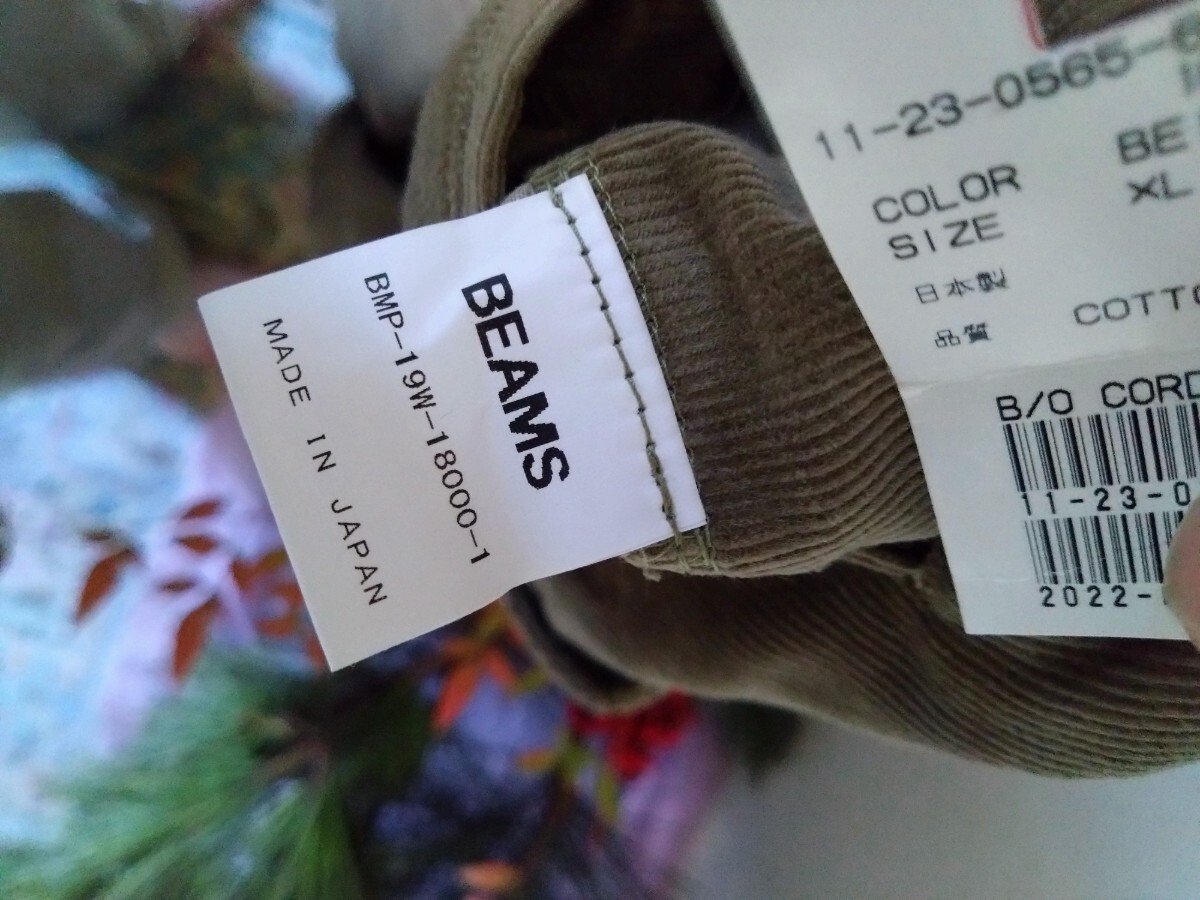 BEAMS
BMP-19W-18000-1
MADE IN JAPAN
11-23-0565-
COLOR BE
SIZE XL
日本製
品質 COTTO
B/O CORD
11-23-0
2022-